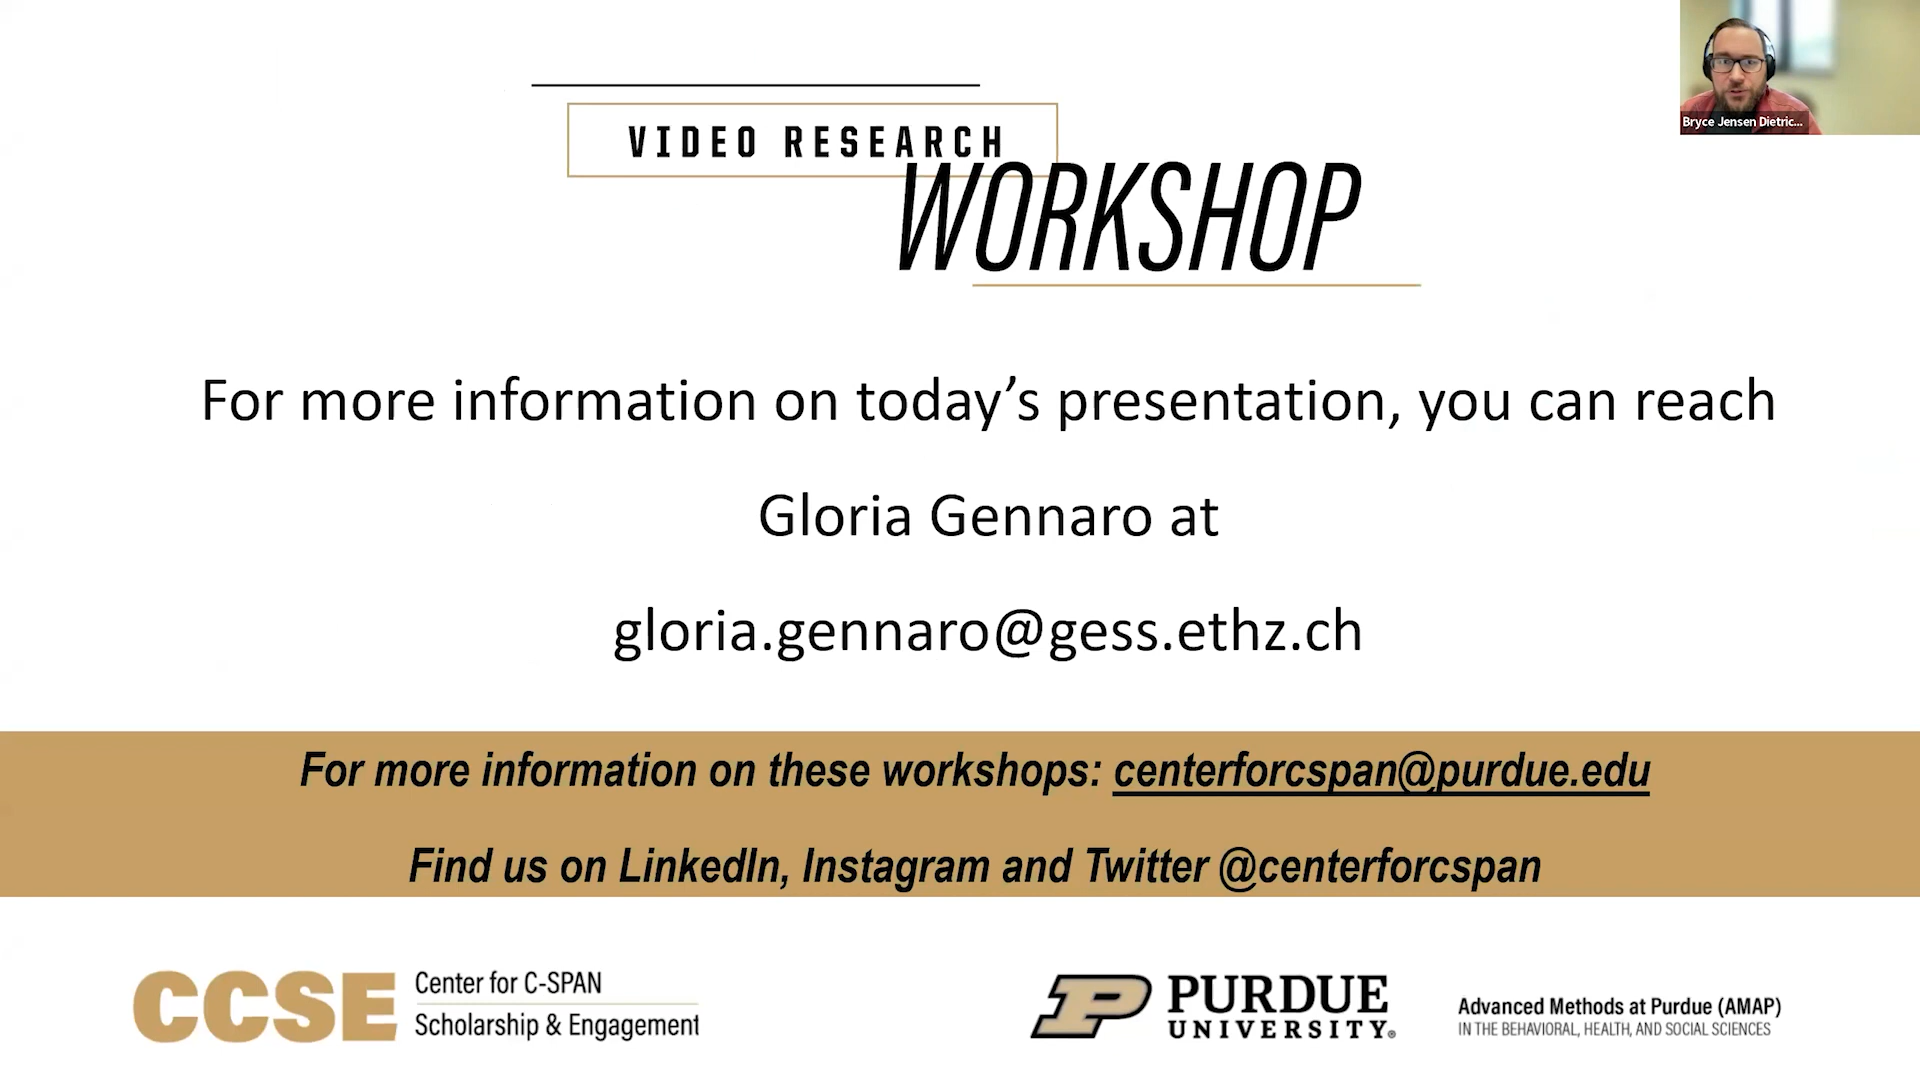 VIDEO RESEARCH
WORKSHOP
Bryce Jensen Dietric...
For more information on today’s presentation, you can reach
Gloria Gennaro at
gloria.gennaro@gess.ethz.ch
For more information on these workshops: centerforcspan@purdue.edu
Find us on LinkedIn, Instagram and Twitter @centerforcspan
CCSE
Center for C-SPAN
Scholarship & Engagement
P
PURDUE
UNIVERSITY®
Advanced Methods at Purdue (AMAP)
IN THE BEHAVIORAL, HEALTH, AND SOCIAL SCIENCES